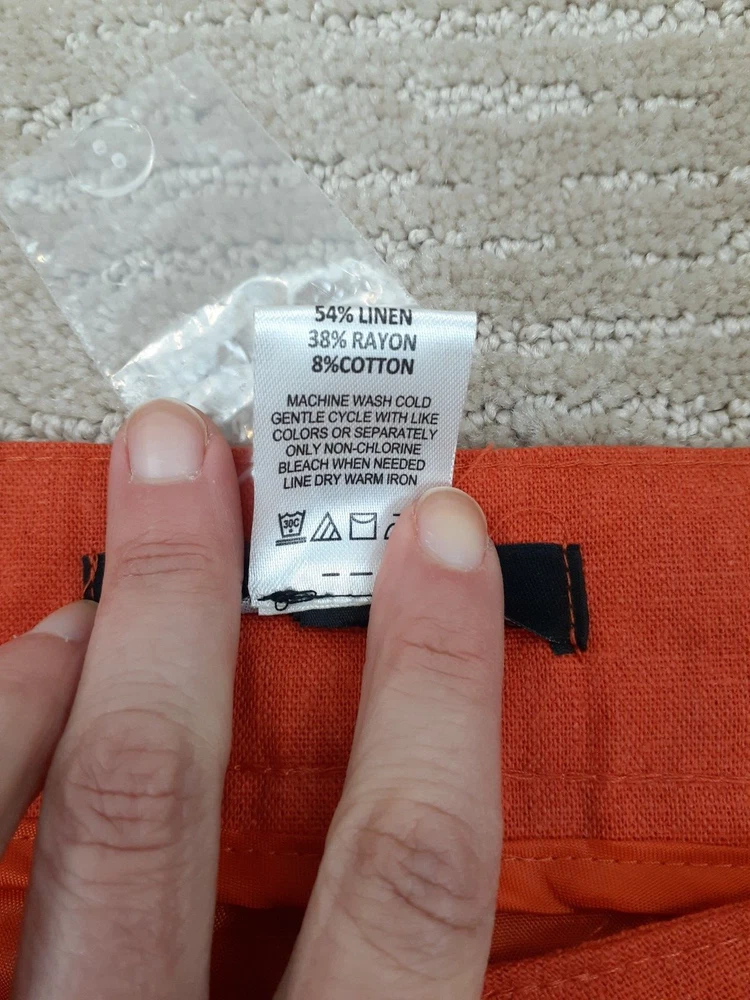 54% LINEN
38% RAYON
8%COTTON
MACHINE WASH COLD
GENTLE CYCLE WITH LIKE
COLORS OR SEPARATELY
ONLY NON-CHLORINE
BLEACH WHEN NEEDED
LINE DRY WARM IRON
30C